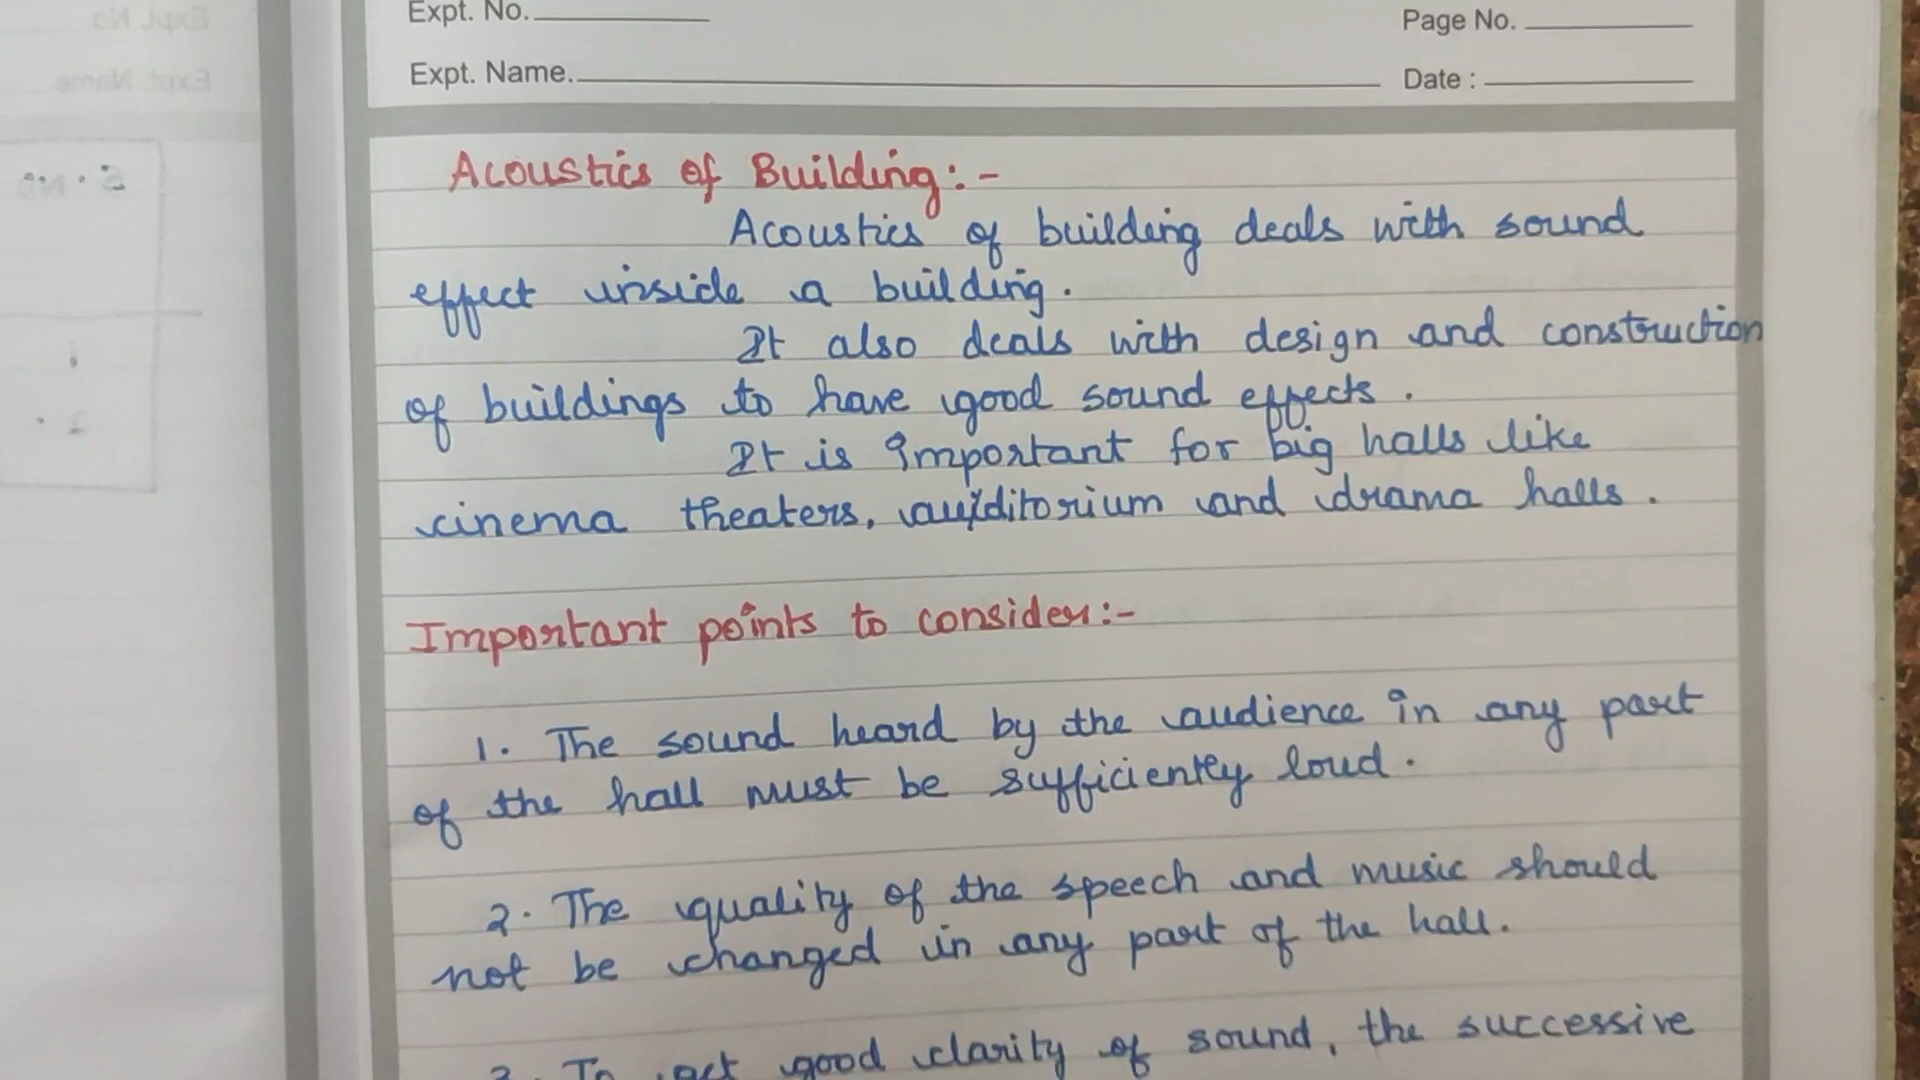 Expt. No.
Page No.
Expt. Name.
Date :
Acoustics of Building:-
Acoustics of building deals with sound
effect inside a building.
It also deals with design and construction
of buildings to have good sound effects.
It is important for big halls like
cinema theaters, auditorium and drama halls.
Important points to consider:-
1. The sound heard by the audience in any part
of the hall must be sufficiently loud.
2. The quality of the speech and music should
not be changed in any part of the hall.
3. To get good clarity of sound, the successive